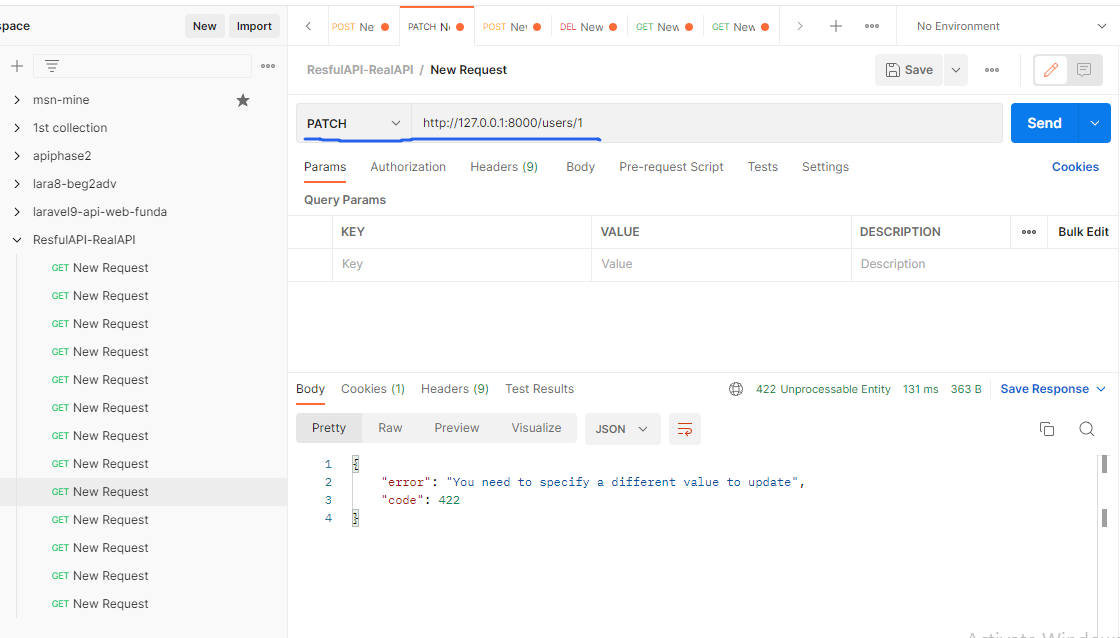 space New Import
POST Ne PATCH N POST Ne DEL New GET New GET New No Environment
ResfulAPI-RealAPI / New Request Save
msn-mine
1st collection
apiphase2
lara8-beg2adv
laravel9-api-web-funda
ResfulAPI-RealAPI
GET New Request
GET New Request
GET New Request
GET New Request
GET New Request
GET New Request
GET New Request
GET New Request
GET New Request
GET New Request
GET New Request
GET New Request
GET New Request
PATCH http://127.0.0.1:8000/users/1 Send
Params Authorization Headers (9) Body Pre-request Script Tests Settings Cookies
Query Params
KEY VALUE DESCRIPTION Bulk Edit
Key Value Description
Body Cookies (1) Headers (9) Test Results 422 Unprocessable Entity 131 ms 363 B Save Response
Pretty Raw Preview Visualize JSON
1 {
2 "error": "You need to specify a different value to update",
3 "code": 422
4 }